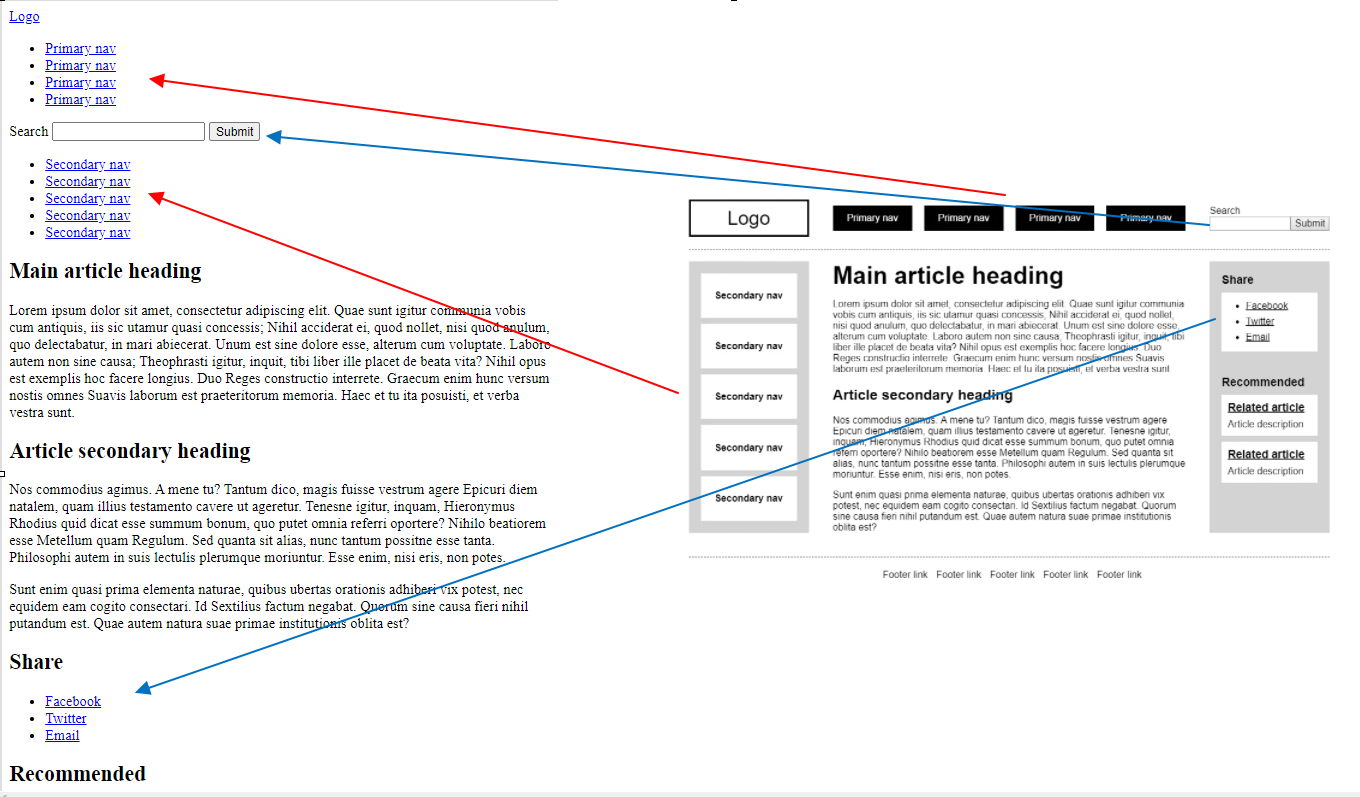 Logo
Primary nav
Primary nav
Primary nav
Primary nav
Search Submit
Secondary nav
Secondary nav
Secondary nav
Secondary nav
Secondary nav
Main article heading
Lorem ipsum dolor sit amet, consectetur adipiscing elit. Quae sunt igitur communia vobis
cum antiquis, iis sic utamur quasi concessis; Nihil acciderat ei, quod nollet, nisi quod anulum,
quo delectabatur, in mari abiecerat. Unum est sine dolore esse, alterum cum voluptate. Laboro
autem non sine causa; Theophrasti igitur, inquit, tibi liber ille placet de beata vita? Nihil opus
est exemplis hoc facere longius. Duo Reges constructio interrete. Graecum enim hunc versum
nostis omnes Suavis laborum est praeteritorum memoria. Haec et tu ita posuisti, et verba
vestra sunt.
Article secondary heading
Nos commodius agimus. A mene tu? Tantum dico, magis fuisse vestrum agere Epicuri diem
natalem, quam illius testamento cavere ut ageretur. Tenesne igitur, inquam, Hieronymus
Rhodius quid dicat esse summum bonum, quo putet omnia referri oportere? Nihilo beatiorem
esse Metellum quam Regulum. Sed quanta sit alias, nunc tantum possitne esse tanta.
Philosophi autem in suis lectulis plerumque moriuntur. Esse enim, nisi eris, non potes.
Sunt enim quasi prima elementa naturae, quibus ubertas orationis adhiberi vix potest, nec
equidem eam cogito consectari. Id Sextilius factum negabat. Quorum sine causa fieri nihil
putandum est. Quae autem natura suae primae institutionis oblita est?
Share
Facebook
Twitter
Email
Recommended
Logo
Primary nav
Primary nav
Primary nav
Primary nav
Search
Submit
Secondary nav
Secondary nav
Secondary nav
Secondary nav
Secondary nav
Main article heading
Lorem ipsum dolor sit amet, consectetur adipiscing elit. Quae sunt igitur communia
vobis cum antiquis, iis sic utamur quasi concessis; Nihil acciderat ei, quod nollet,
nisi quod anulum, quo delectabatur, in mari abiecerat. Unum est sine dolore esse,
alterum cum voluptate. Laboro autem non sine causa; Theophrasti igitur, inquit, tibi
liber ille placet de beata vita? Nihil opus est exemplis hoc facere longius. Duo
Reges constructio interrete. Graecum enim hunc versum nostis omnes Suavis
laborum est praeteritorum memoria. Haec et tu ita posuisti, et verba vestra sunt.
Article secondary heading
Nos commodius agimus. A mene tu? Tantum dico, magis fuisse vestrum agere
Epicuri diem natalem, quam illius testamento cavere ut ageretur. Tenesne igitur,
inquam, Hieronymus Rhodius quid dicat esse summum bonum, quo putet omnia
referri oportere? Nihilo beatiorem esse Metellum quam Regulum. Sed quanta sit
alias, nunc tantum possitne esse tanta. Philosophi autem in suis lectulis plerumque
moriuntur. Esse enim, nisi eris, non potes.
Sunt enim quasi prima elementa naturae, quibus ubertas orationis adhiberi vix
potest, nec equidem eam cogito consectari. Id Sextilius factum negabat. Quorum
sine causa fieri nihil putandum est. Quae autem natura suae primae institutionis
oblita est?
Share
Facebook
Twitter
Email
Recommended
Related article
Article description
Related article
Article description
Footer link Footer link Footer link Footer link Footer link